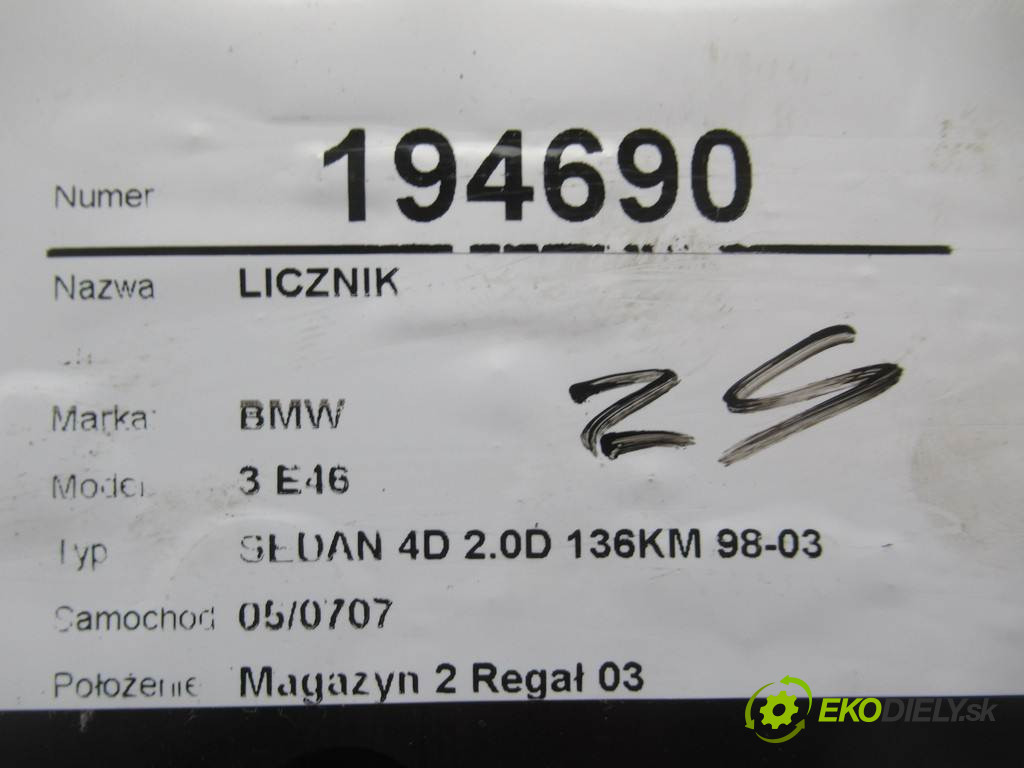 Numer 194690
Nazwa LICZNIK
Marka BMW
Model 3 E46
Typ SEDAN 4D 2.0D 136KM 98-03
Samochod 05/0707
Położenie Magazyn 2 Regał 03
EKODIELY.sk